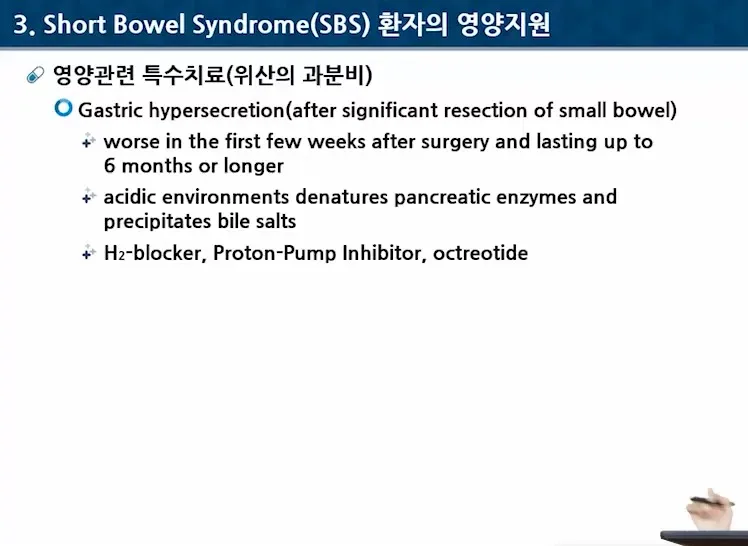 3. Short Bowel Syndrome(SBS) 환자의 영양지원
영양관련 특수치료(위산의 과분비)
Gastric hypersecretion(after significant resection of small bowel)
worse in the first few weeks after surgery and lasting up to
6 months or longer
acidic environments denatures pancreatic enzymes and
precipitates bile salts
H₂-blocker, Proton-Pump Inhibitor, octreotide